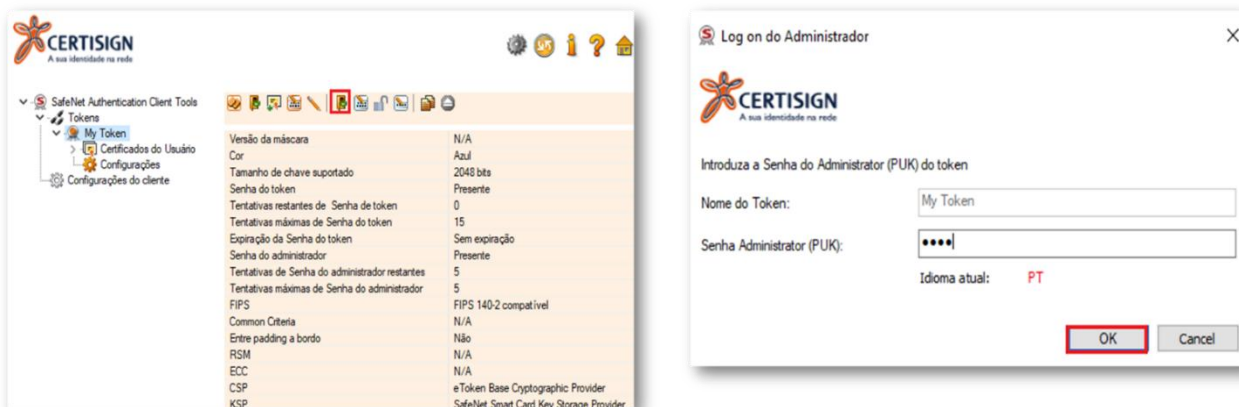 CERTISIGN
A sua identidade na rede
SafeNet Authentication Client Tools
Tokens
My Token
Certificados do Usuário
Configurações
Configurações do cliente
Versão da máscara N/A
Cor Azul
Tamanho de chave suportado 2048 bits
Senha do token Presente
Tentativas restantes de Senha de token 0
Tentativas máximas de Senha do token 15
Expiração da Senha do token Sem expiração
Senha do administrador Presente
Tentativas de Senha do administrador restantes 5
Tentativas máximas de Senha do administrador 5
FIPS FIPS 140-2 compatível
Common Criteria N/A
Entre padding a bordo Não
RSM N/A
ECC N/A
CSP eToken Base Cryptographic Provider
KSP SafeNet Smart Card Key Storage Provider
Log on do Administrador
CERTISIGN
A sua identidade na rede
Introduza a Senha do Administrator (PUK) do token
Nome do Token: My Token
Senha Administrator (PUK): ••••
Idioma atual: PT
OK Cancel